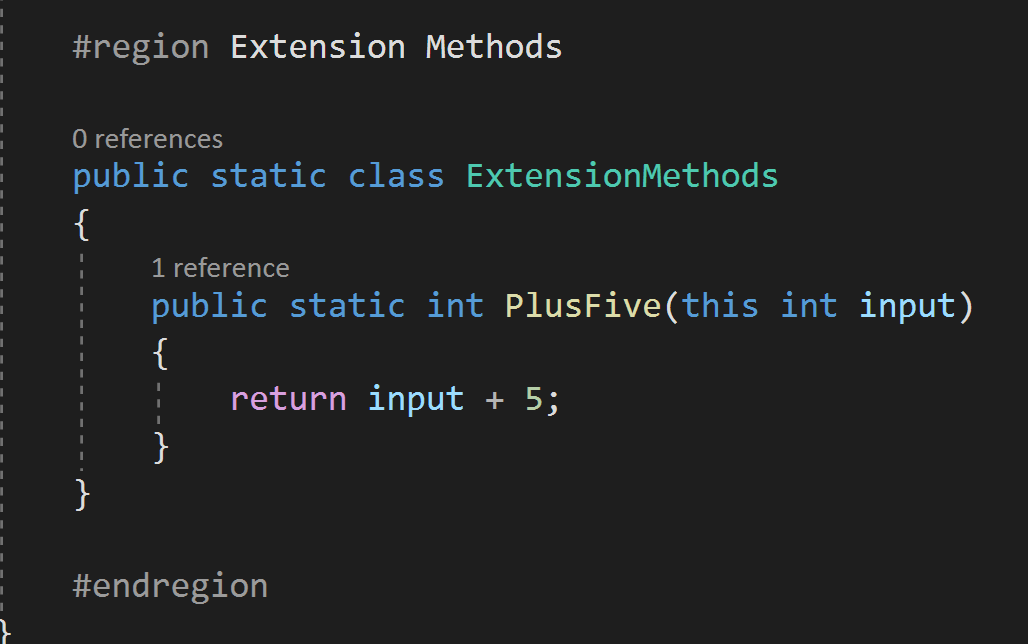 #region Extension Methods
0 references
public static class ExtensionMethods
{
1 reference
public static int PlusFive(this int input)
{
return input + 5;
}
}
#endregion
}